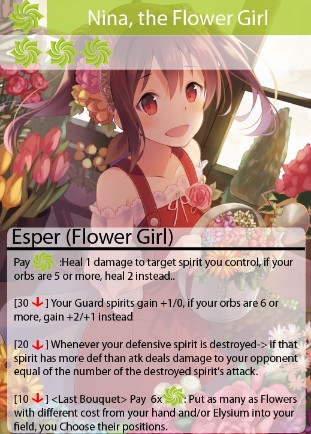 Nina, the Flower Girl
Esper (Flower Girl)
Pay :Heal 1 damage to target spirit you control, if your
orbs are 5 or more, heal 2 instead..
[30 ] Your Guard spirits gain +1/0, if your orbs are 6 or
more, gain +2/+1 instead
[20 ] Whenever your defensive spirit is destroyed-> if that
spirit has more def than atk deals damage to your opponent
equal of the number of the destroyed spirit's attack.
[10 ] <Last Bouquet> Pay 6x : Put as many as Flowers
with different cost from your hand and/or Elysium into your
field, you Choose their positions.